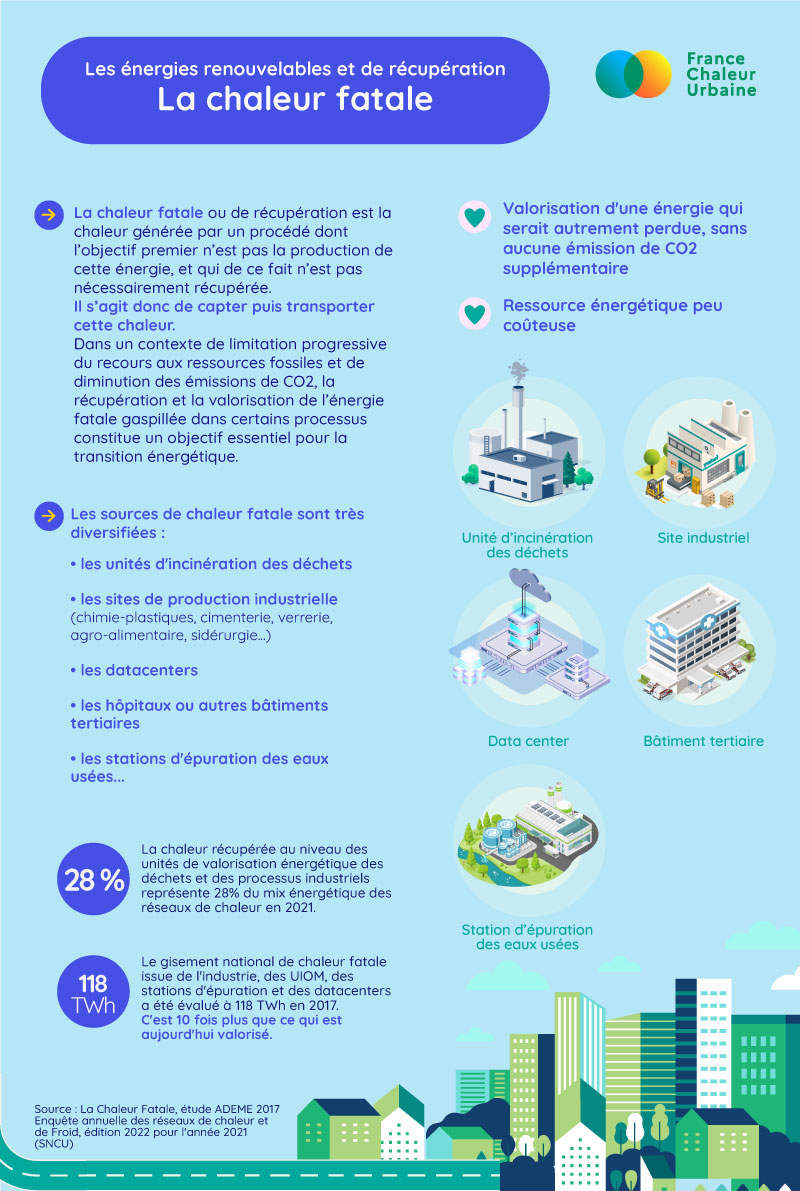 Les énergies renouvelables et de récupération
La chaleur fatale
France
Chaleur
Urbaine
La chaleur fatale ou de récupération est la
chaleur générée par un procédé dont
l'objectif premier n'est pas la production de
cette énergie, et qui de ce fait n'est pas
nécessairement récupérée.
Il s'agit donc de capter puis transporter
cette chaleur.
Dans un contexte de limitation progressive
du recours aux ressources fossiles et de
diminution des émissions de CO2, la
récupération et la valorisation de l'énergie
fatale gaspillée dans certains processus
constitue un objectif essentiel pour la
transition énergétique.
Valorisation d'une énergie qui
serait autrement perdue, sans
aucune émission de CO2
supplémentaire
Ressource énergétique peu
coûteuse
Les sources de chaleur fatale sont très
diversifiées :
• les unités d'incinération des déchets
• les sites de production industrielle
(chimie-plastiques, cimenterie, verrerie,
agro-alimentaire, sidérurgie...)
• les datacenters
• les hôpitaux ou autres bâtiments
tertiaires
• les stations d'épuration des eaux
usées...
Unité d'incinération
des déchets
Site industriel
Data center
Bâtiment tertiaire
Station d'épuration
des eaux usées
28 %
La chaleur récupérée au niveau des
unités de valorisation énergétique des
déchets et des processus industriels
représente 28% du mix énergétique des
réseaux de chaleur en 2021.
118
TWh
Le gisement national de chaleur fatale
issue de l'industrie, des UIOM, des
stations d'épuration et des datacenters
a été évalué à 118 TWh en 2017.
C'est 10 fois plus que ce qui est
aujourd'hui valorisé.
Source : La Chaleur Fatale, étude ADEME 2017
Enquête annuelle des réseaux de chaleur et
de Froid, édition 2022 pour l'année 2021
(SNCU)